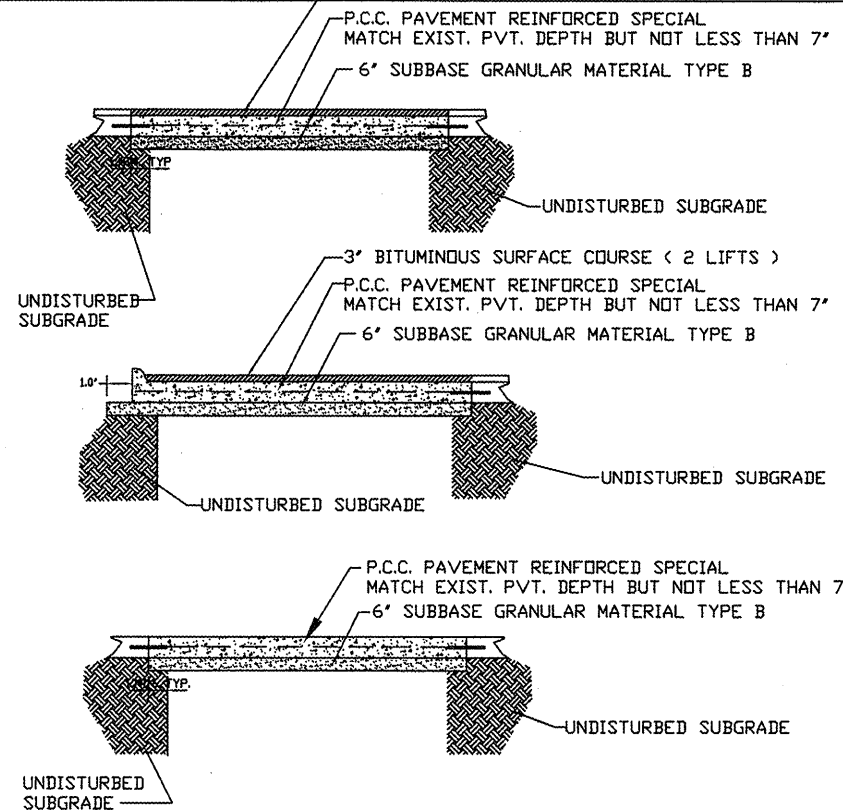 P.C.C. PAVEMENT REINFORCED SPECIAL
MATCH EXIST. PVT. DEPTH BUT NOT LESS THAN 7"
6" SUBBASE GRANULAR MATERIAL TYPE B
TYP
UNDISTURBED SUBGRADE
UNDISTURBED
SUBGRADE
3" BITUMINOUS SURFACE COURSE ( 2 LIFTS )
P.C.C. PAVEMENT REINFORCED SPECIAL
MATCH EXIST. PVT. DEPTH BUT NOT LESS THAN 7"
6" SUBBASE GRANULAR MATERIAL TYPE B
1.0'
UNDISTURBED SUBGRADE
UNDISTURBED SUBGRADE
P.C.C. PAVEMENT REINFORCED SPECIAL
MATCH EXIST. PVT. DEPTH BUT NOT LESS THAN 7
6" SUBBASE GRANULAR MATERIAL TYPE B
TYP.
UNDISTURBED SUBGRADE
UNDISTURBED
SUBGRADE